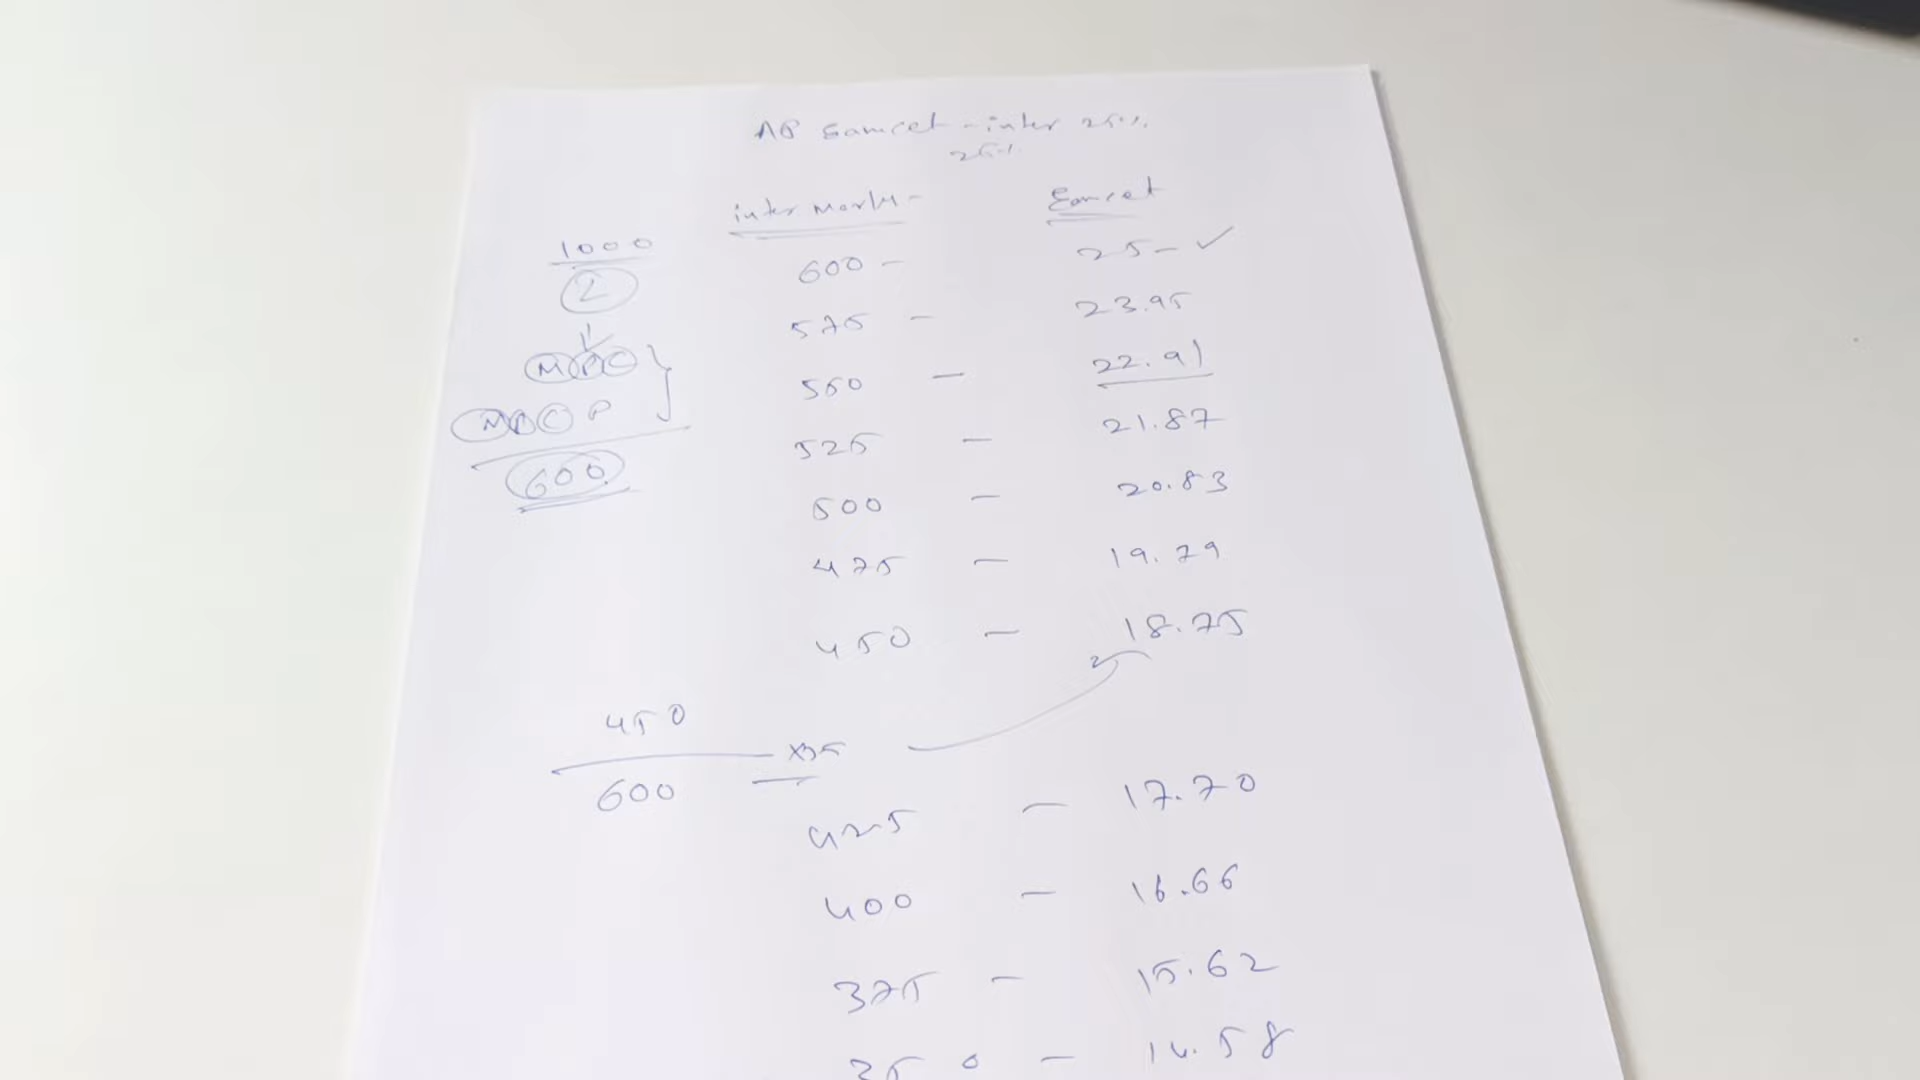 AP Eamcet - inter 25%.
25%.
inter Marks - Eamcet
1000
2
600 - 25 - ✓
575 - 23.95
MPC
550 - 22.91
M P
525 - 21.87
600
500 - 20.83
475 - 19.79
450 - 18.75
450
600
425 - 17.70
400 - 16.66
375 - 15.62
350 - 14.58